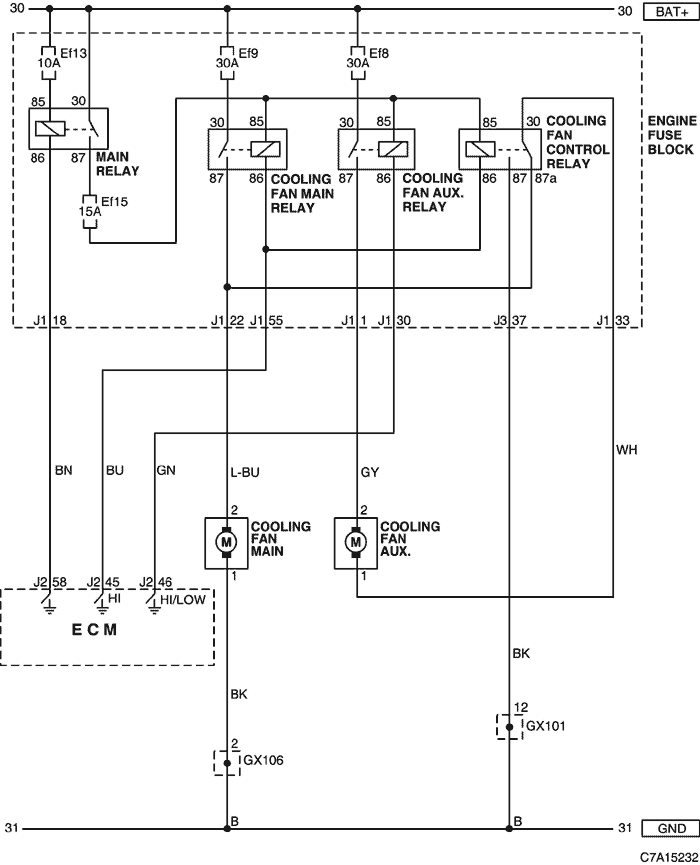 30
30 BAT+
Ef13
10A
Ef9
30A
Ef8
30A
85 30
86 87
MAIN
RELAY
Ef15
15A
30 85
87 86
COOLING
FAN MAIN
RELAY
30 85
87 86
COOLING
FAN AUX.
RELAY
85 30
86 87 87a
COOLING
FAN
CONTROL
RELAY
ENGINE
FUSE
BLOCK
J1 18
J1 22
J1 55
J1 1
J1 30
J3 37
J1 33
BN
BU
GN
L-BU
GY
WH
2
COOLING
FAN
MAIN
M
1
2
COOLING
FAN
AUX.
M
1
J2 58
J2 45
J2 46
HI
HI/LOW
ECM
BK
BK
2
GX106
12
GX101
31
B
B
31 GND
C7A15232